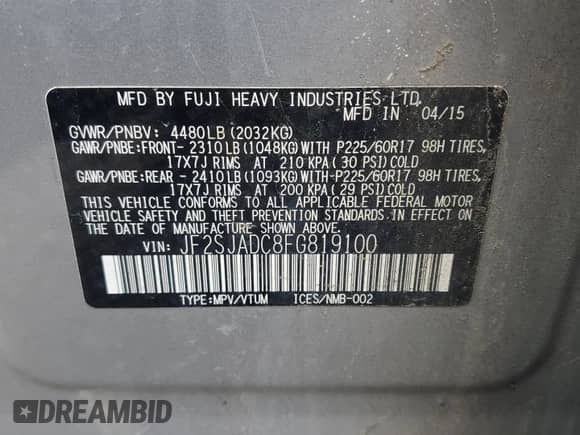 MFD BY FUJI HEAVY INDUSTRIES LTD.
MFD IN 04/15
GVWR/PNBV: 4480LB(2032KG)
GAWR/PNBE:FRONT- 2310LB(1048KG)WITH P225/60R17 98H TIRES,
17X7J RIMS AT 210 KPA( 30 PSI)COLD
GAWR/PNBE:REAR - 2410LB(1093KG)WITH P225/60R17 98H TIRES,
17X7J RIMS AT 200 KPA( 29 PSI)COLD
THIS VEHICLE CONFORMS TO ALL APPLICABLE FEDERAL MOTOR
VEHICLE SAFETY AND THEFT PREVENTION STANDARDS IN EFFECT ON
THE DATE OF MANUFACTURE SHOWN ABOVE.
VIN: JF2SJADC8FG819100
TYPE:MPV/VTUM ICES/NMB-002
DREAMBID